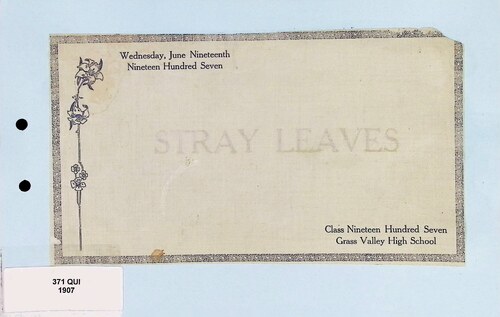 Wednesday, June Nineteenth
Nineteen Hundred Seven
STRAY LEAVES
Class Nineteen Hundred Seven
Grass Valley High School
371 QUI
1907